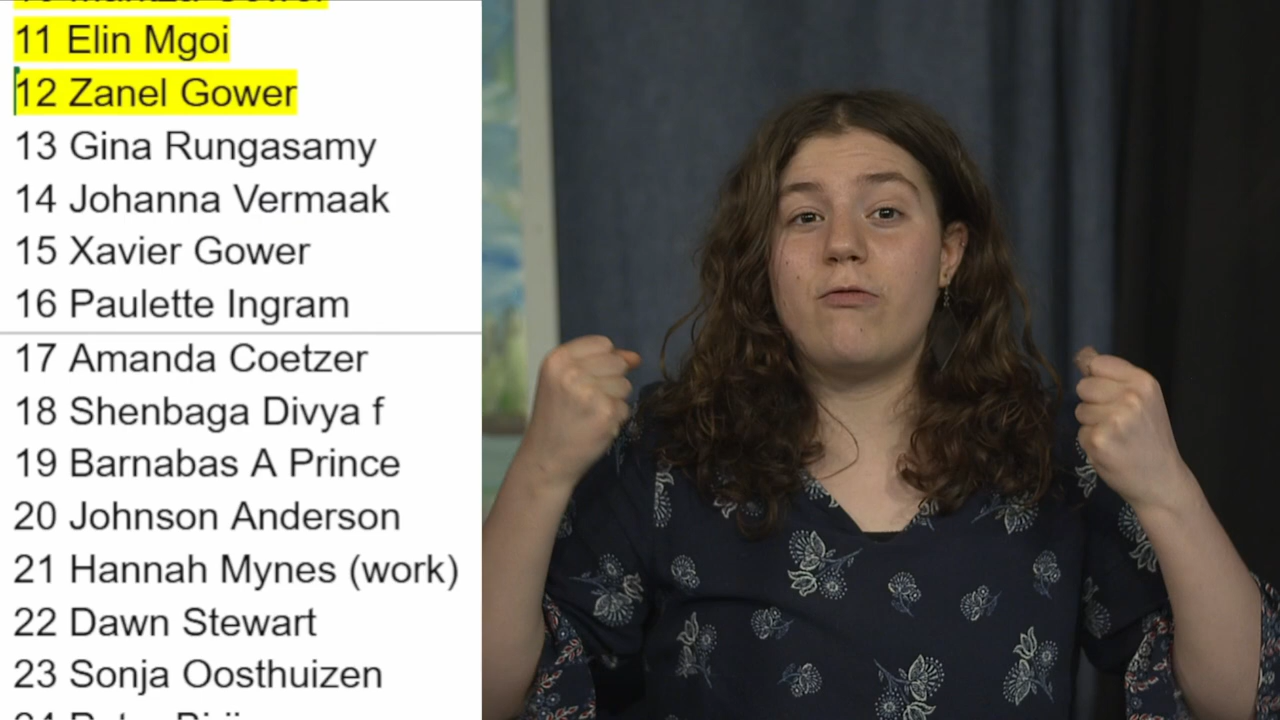 11 Elin Mgoi
12 Zanel Gower
13 Gina Rungasamy
14 Johanna Vermaak
15 Xavier Gower
16 Paulette Ingram
17 Amanda Coetzer
18 Shenbaga Divya f
19 Barnabas A Prince
20 Johnson Anderson
21 Hannah Mynes (work)
22 Dawn Stewart
23 Sonja Oosthuizen